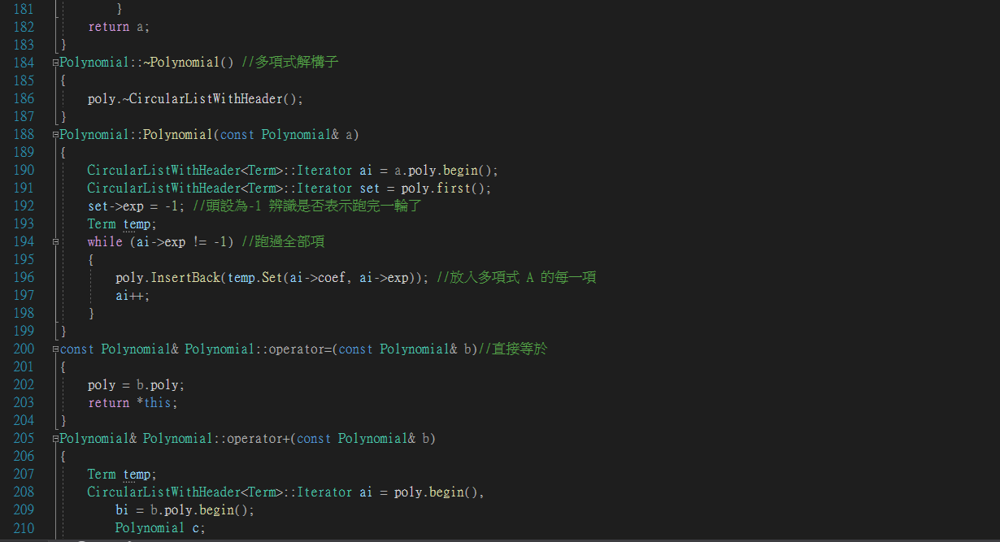 181 }
182 return a;
183 }
184 Polynomial::~Polynomial() //多項式解構子
185 {
186 poly.~CircularListWithHeader();
187 }
188 Polynomial::Polynomial(const Polynomial& a)
189 {
190 CircularListWithHeader<Term>::Iterator ai = a.poly.begin();
191 CircularListWithHeader<Term>::Iterator set = poly.first();
192 set->exp = -1; //頭設為-1 辨識是否表示跑完一輪了
193 Term temp;
194 while (ai->exp != -1) //跑過全部項
195 {
196 poly.InsertBack(temp.Set(ai->coef, ai->exp)); //放入多項式 A 的每一項
197 ai++;
198 }
199 }
200 const Polynomial& Polynomial::operator=(const Polynomial& b)//直接等於
201 {
202 poly = b.poly;
203 return *this;
204 }
205 Polynomial& Polynomial::operator+(const Polynomial& b)
206 {
207 Term temp;
208 CircularListWithHeader<Term>::Iterator ai = poly.begin(),
209 bi = b.poly.begin();
210 Polynomial c;